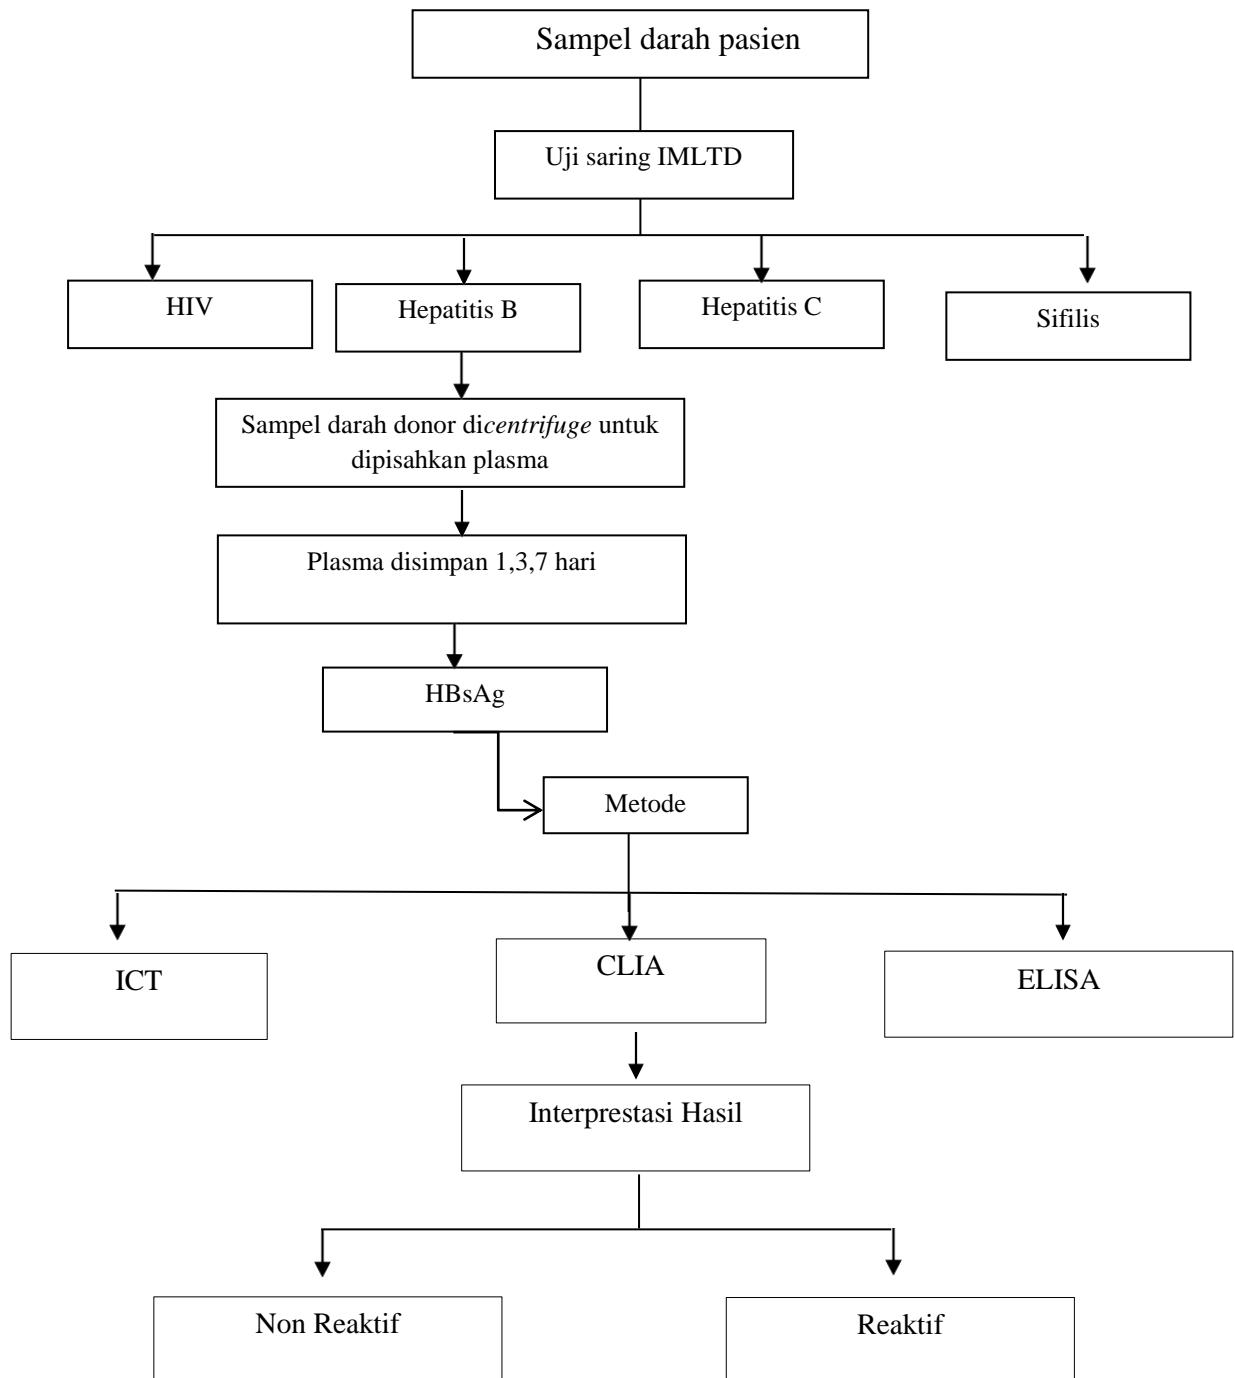 Sampel darah pasien
Uji saring IMLTD
HIV
Hepatitis B
Hepatitis C
Sifilis
Sampel darah donor dicentrifuge untuk
dipisahkan plasma
Plasma disimpan 1,3,7 hari
HBsAg
Metode
ICT
CLIA
ELISA
Interprestasi Hasil
Non Reaktif
Reaktif